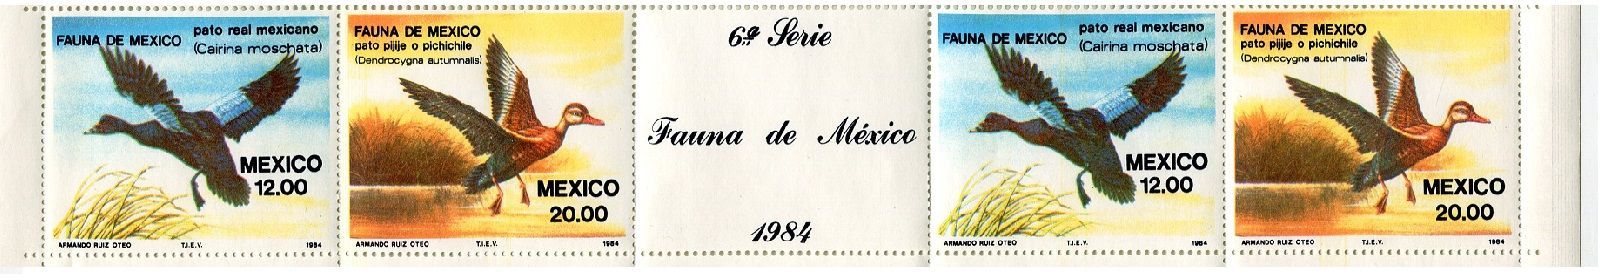 FAUNA DE MEXICO
pato real mexicano
(Cairina moschata)
MEXICO
12.00
ARMANDO RUIZ OTEO
T.I.E.V.
1984
FAUNA DE MEXICO
pato pijije o pichichile
(Dendrocygna autumnalis)
MEXICO
20.00
ARMANDO RUIZ OTEO
T.I.E.V.
1984
6ª Serie
Fauna de México
1984
FAUNA DE MEXICO
pato real mexicano
(Cairina moschata)
MEXICO
12.00
ARMANDO RUIZ OTEO
T.I.E.V.
1984
FAUNA DE MEXICO
pato pijije o pichichile
(Dendrocygna autumnalis)
MEXICO
20.00
ARMANDO RUIZ OTEO
T.I.E.V.
1984